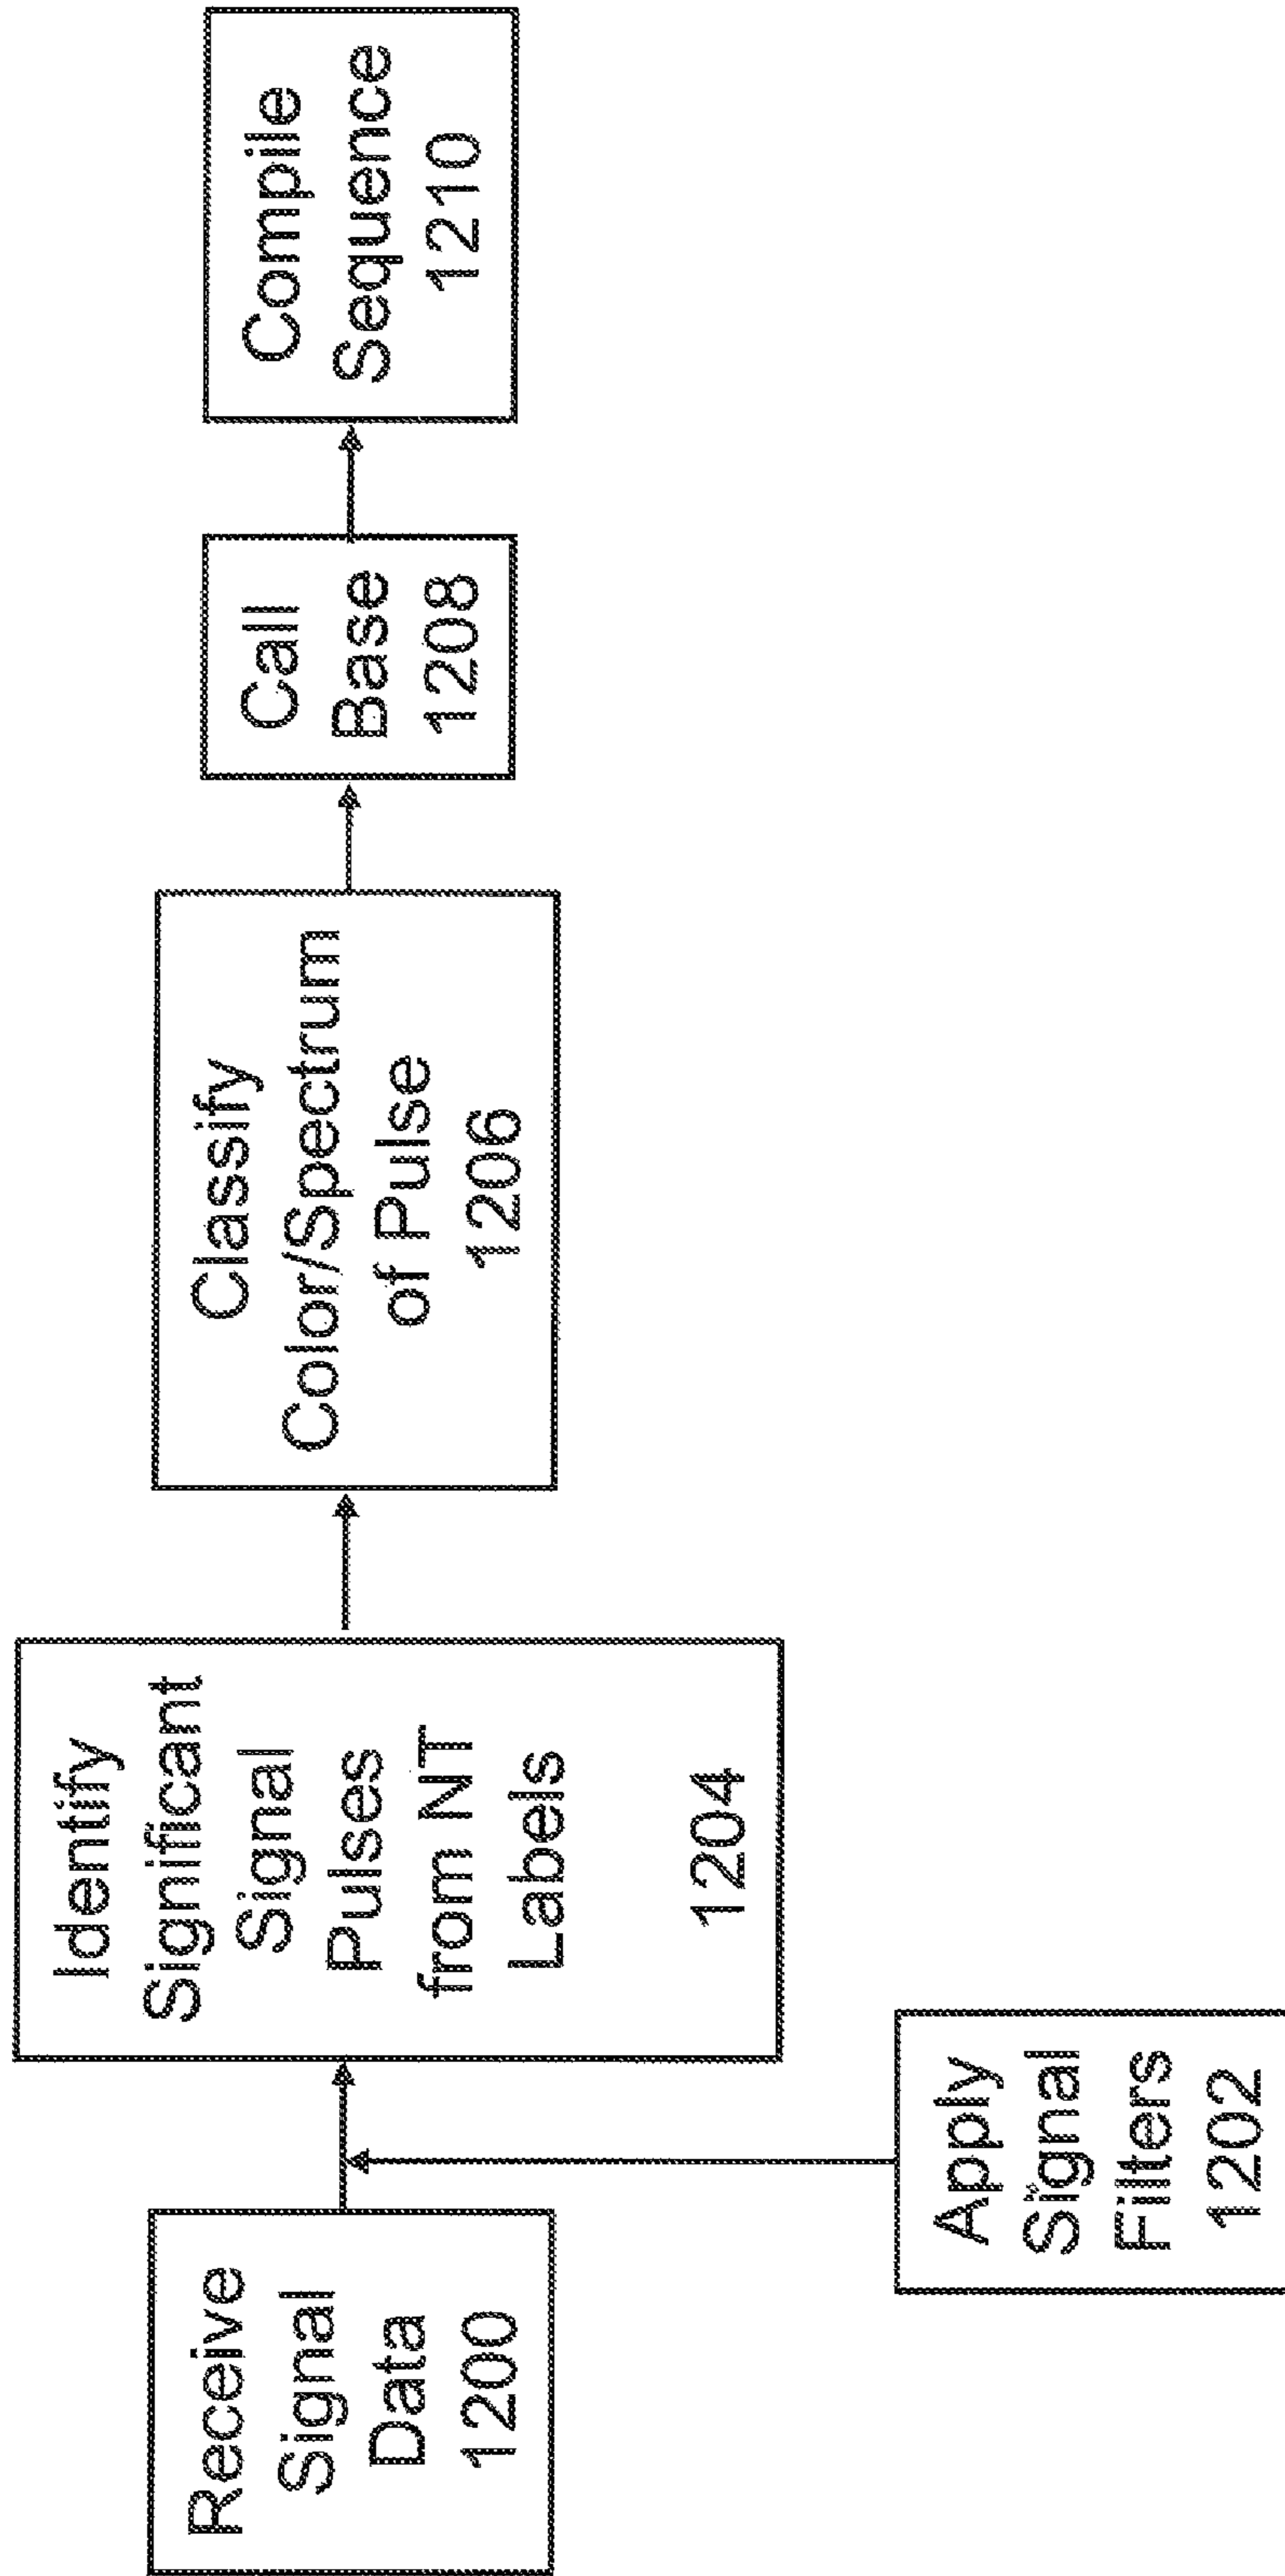 Receive
Signal
Data
1200
Apply
Signal
Filters
1202
Identify
Significant
Signal
Pulses
from NT
Labels
1204
Classify
Color/Spectrum
of Pulse
1206
Call
Base
1208
Compile
Sequence
1210